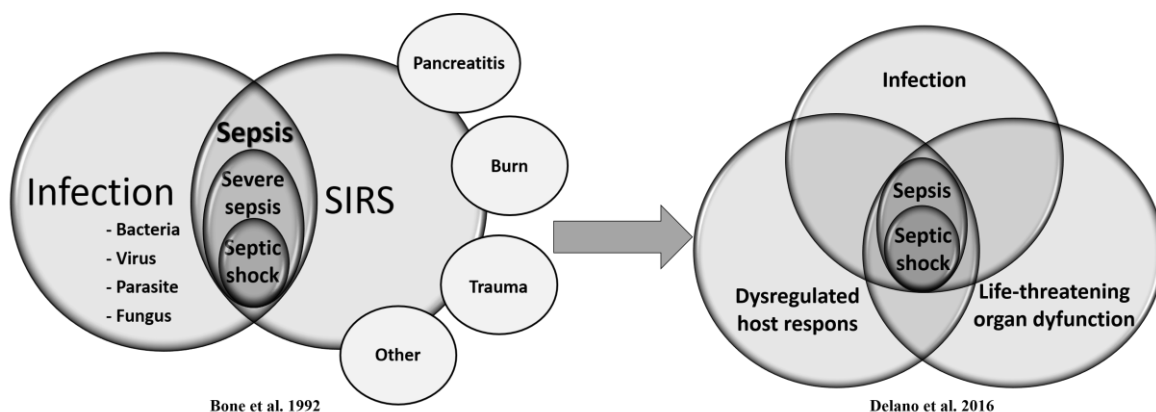 Infection
- Bacteria
- Virus
- Parasite
- Fungus
Sepsis
Severe
sepsis
Septic
shock
SIRS
Pancreatitis
Burn
Trauma
Other
Bone et al. 1992
Infection
Sepsis
Septic
shock
Dysregulated
host respons
Life-threatening
organ dyfunction
Delano et al. 2016